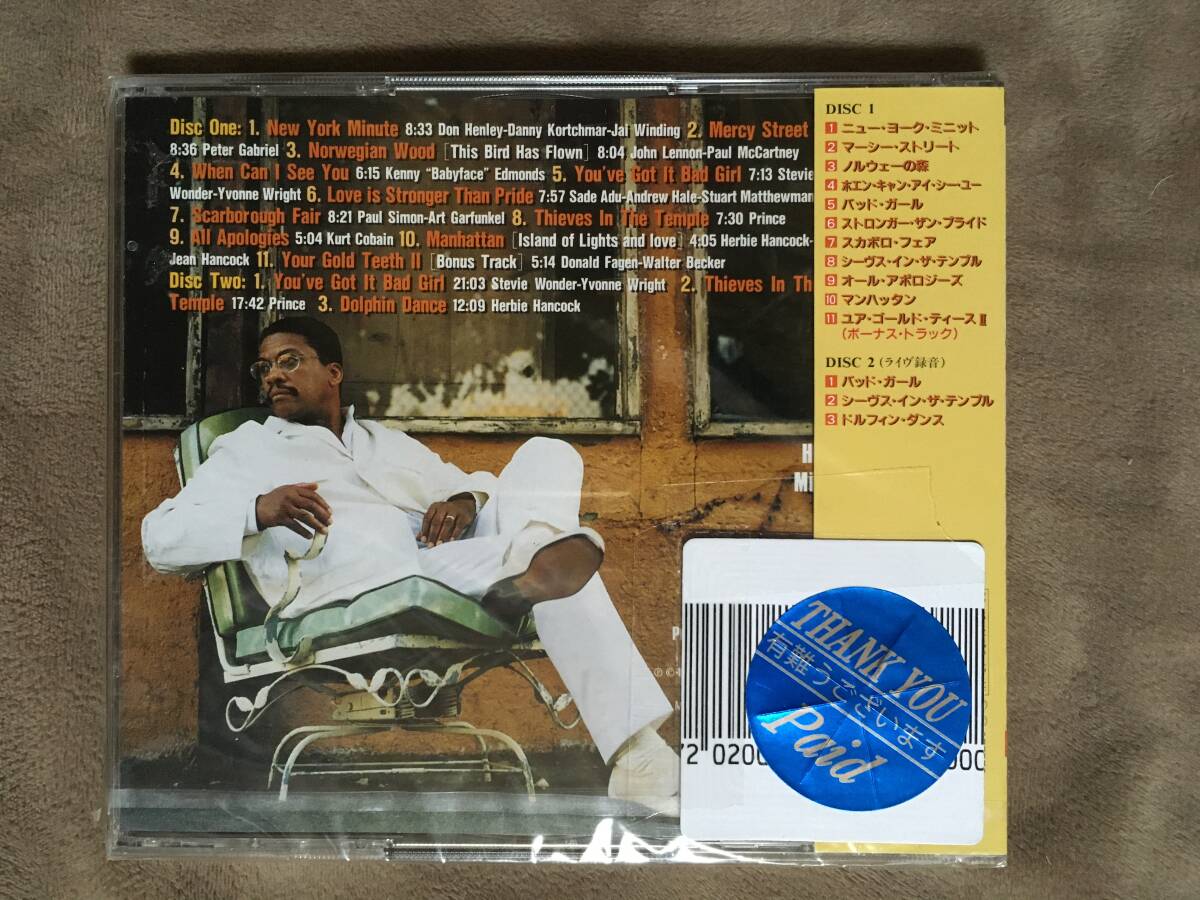 Disc One: 1. New York Minute 8:33 Don Henley-Danny Kortchmar-Jai Winding 2. Mercy Street
8:36 Peter Gabriel 3. Norwegian Wood [This Bird Has Flown] 8:04 John Lennon-Paul McCartney
4. When Can I See You 6:15 Kenny "Babyface" Edmonds 5. You've Got It Bad Girl 7:13 Stevie
Wonder-Yvonne Wright 6. Love is Stronger Than Pride 7:57 Sade Adu-Andrew Hale-Stuart Matthewman
7. Scarborough Fair 8:21 Paul Simon-Art Garfunkel 8. Thieves In The Temple 7:30 Prince
9. All Apologies 5:04 Kurt Cobain 10. Manhattan [Island of Lights and love] 4:05 Herbie Hancock-
Jean Hancock 11. Your Gold Teeth II [Bonus Track] 5:14 Donald Fagen-Walter Becker
Disc Two: 1. You've Got It Bad Girl 21:03 Stevie Wonder-Yvonne Wright 2. Thieves In Th
Temple 17:42 Prince 3. Dolphin Dance 12:09 Herbie Hancock
H
Mi
P
℗ ©
DISC 1
1 ニュー・ヨーク・ミニット
2 マーシー・ストリート
3 ノルウェーの森
4 ホエン・キャン・アイ・シー・ユー
5 バッド・ガール
6 ストロンガー・ザン・プライド
7 スカボロ・フェア
8 シーヴス・イン・ザ・テンプル
9 オール・アポロジーズ
10 マンハッタン
11 ユア・ゴールド・ティース II
(ボーナス・トラック)
DISC 2 (ライヴ録音)
1 バッド・ガール
2 シーヴス・イン・ザ・テンプル
3 ドルフィン・ダンス
THANK YOU
有難うございます
Paid
72 020
000